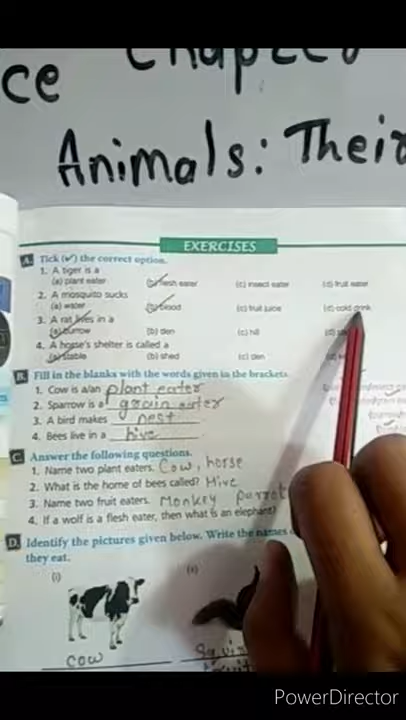 ce Chapter
Animals: Their
EXERCISES
A. Tick (✓) the correct option.
1. A tiger is a
(a) plant eater (b) flesh eater (c) insect eater (d) fruit eater
2. A mosquito sucks
(a) water (b) blood (c) fruit juice (d) cold drink
3. A rat lives in a
(a) burrow (b) den (c) hill (d)
4. A horse's shelter is called a
(a) stable (b) shed (c) den (d)
B. Fill in the blanks with the words given in the brackets.
1. Cow is a/an plant eater
2. Sparrow is a grain eater
3. A bird makes nest
4. Bees live in a hive
C. Answer the following questions.
1. Name two plant eaters. Cow, horse
2. What is the home of bees called? Hive
3. Name two fruit eaters. Monkey parrot
4. If a wolf is a flesh eater, then what is an elephant?
D. Identify the pictures given below. Write the names
they eat.
(i)
cow
PowerDirector